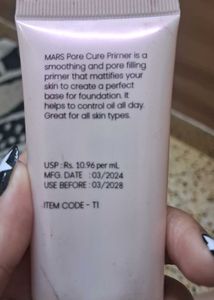 MARS Pore Cure Primer is a
smoothing and pore filling
primer that mattifies your
skin to create a perfect
base for foundation. it
helps to control oil all day.
Great for all skin types.
USP : Rs. 10.96 per mL
MFG. DATE : 03/2024
USE BEFORE : 03/2028
ITEM CODE - T1